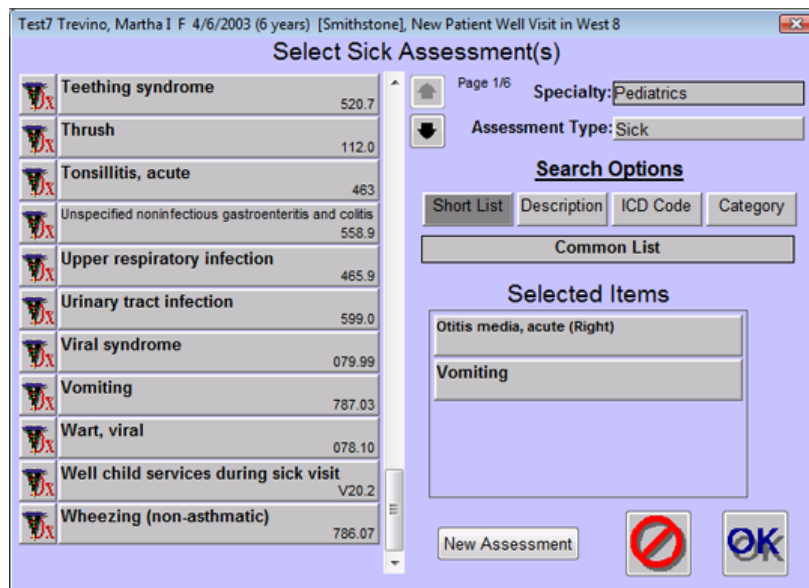 Test7 Trevino, Martha I F 4/6/2003 (6 years) [Smithstone], New Patient Well Visit in West 8
Select Sick Assessment(s)
Teething syndrome
520.7
Thrush
112.0
Tonsillitis, acute
463
Unspecified noninfectious gastroenteritis and colitis
558.9
Upper respiratory infection
465.9
Urinary tract infection
599.0
Viral syndrome
079.99
Vomiting
787.03
Wart, viral
078.10
Well child services during sick visit
V20.2
Wheezing (non-asthmatic)
786.07
Page 1/6
Specialty: Pediatrics
Assessment Type: Sick
Search Options
Short List Description ICD Code Category
Common List
Selected Items
Otitis media, acute (Right)
Vomiting
New Assessment
OK